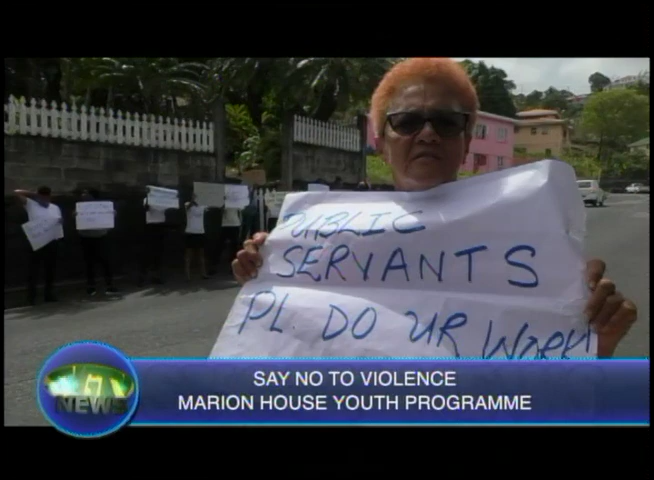 PUBLIC
SERVANTS
PL. DO UR WORK
SAY NO TO VIOLENCE
MARION HOUSE YOUTH PROGRAMME
NEWS